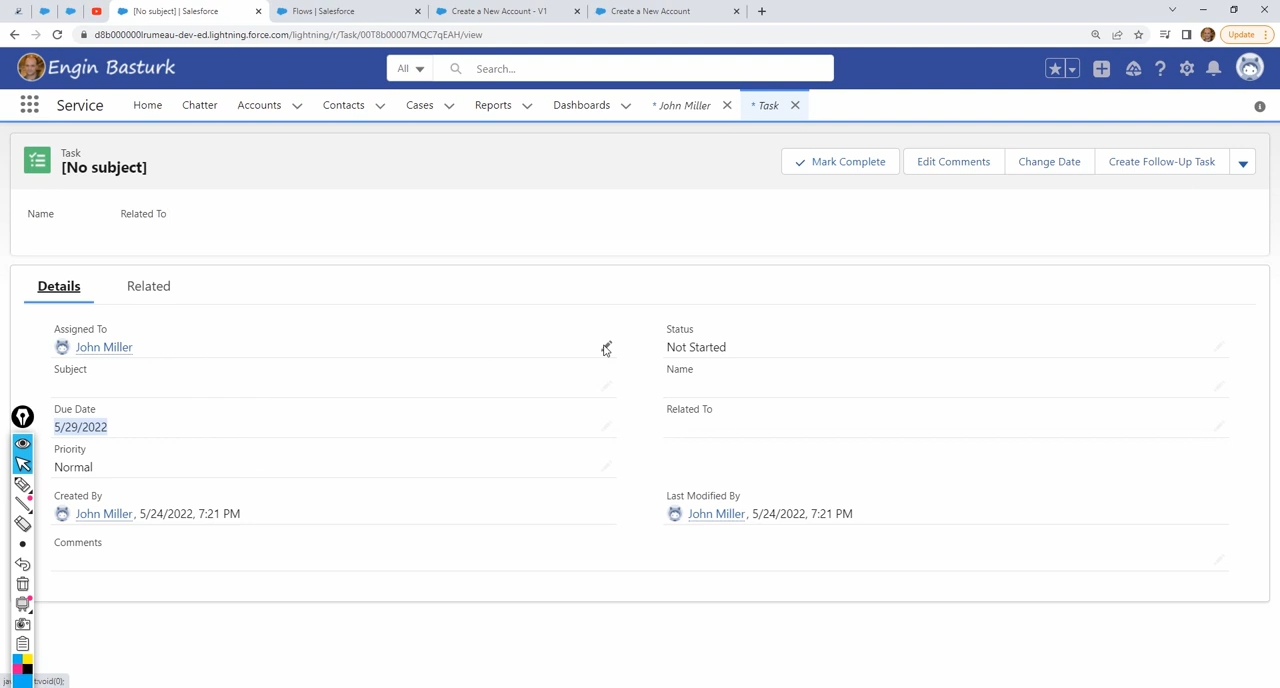 [No subject] | Salesforce
Flows | Salesforce
Create a New Account - V1
Create a New Account
d8b000000lrumeau-dev-ed.lightning.force.com/lightning/r/Task/00T8b00007MQC7qEAH/view
Update
Engin Basturk
All
Search...
Service
Home
Chatter
Accounts
Contacts
Cases
Reports
Dashboards
* John Miller
* Task
Task
[No subject]
Mark Complete
Edit Comments
Change Date
Create Follow-Up Task
Name
Related To
Details
Related
Assigned To
John Miller
Status
Not Started
Subject
Name
Due Date
5/29/2022
Related To
Priority
Normal
Created By
John Miller, 5/24/2022, 7:21 PM
Last Modified By
John Miller, 5/24/2022, 7:21 PM
Comments